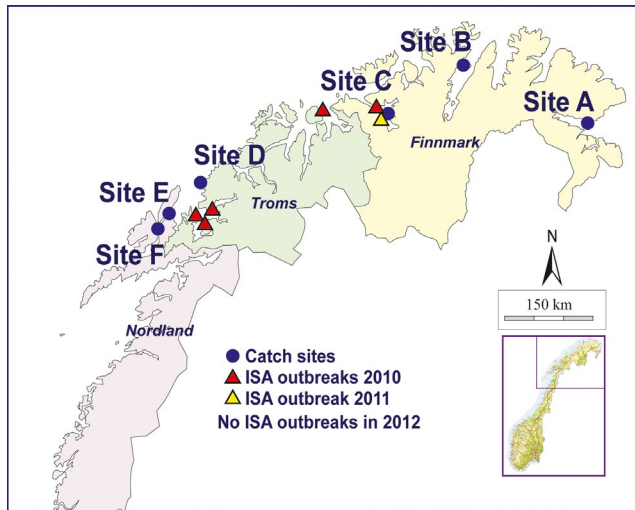 Site B
Site C
Site A
Finnmark
Site D
Site E
Troms
N
Site F
150 km
Nordland
Catch sites
ISA outbreaks 2010
ISA outbreak 2011
No ISA outbreaks in 2012